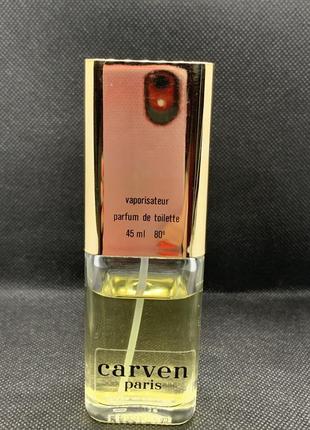 vaporisateur
parfum de toilette
45 ml 80°
carven
paris